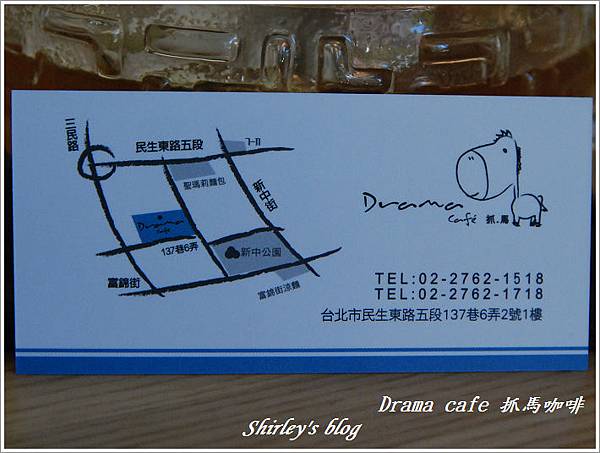 三民路
民生東路五段
7-11
聖瑪莉麵包
新中街
Drama
cafe
137巷6弄
新中公園
富錦街
富錦街涼麵
Drama
Café 抓.馬
TEL:02-2762-1518
TEL:02-2762-1718
台北市民生東路五段137巷6弄2號1樓
Drama cafe 抓馬咖啡
Shirley's blog